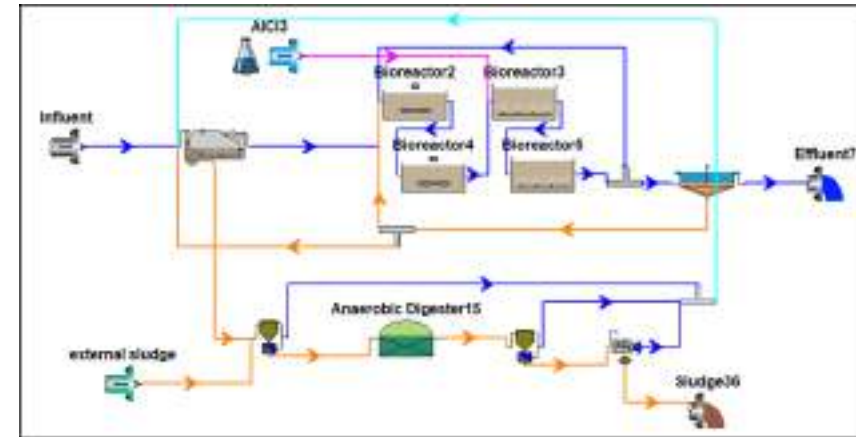 AlCl3
Bioreactor2
Bioreactor3
Influent
Bioreactor4
Bioreactor5
Effluent7
Anaerobic Digester15
external sludge
Sludge36